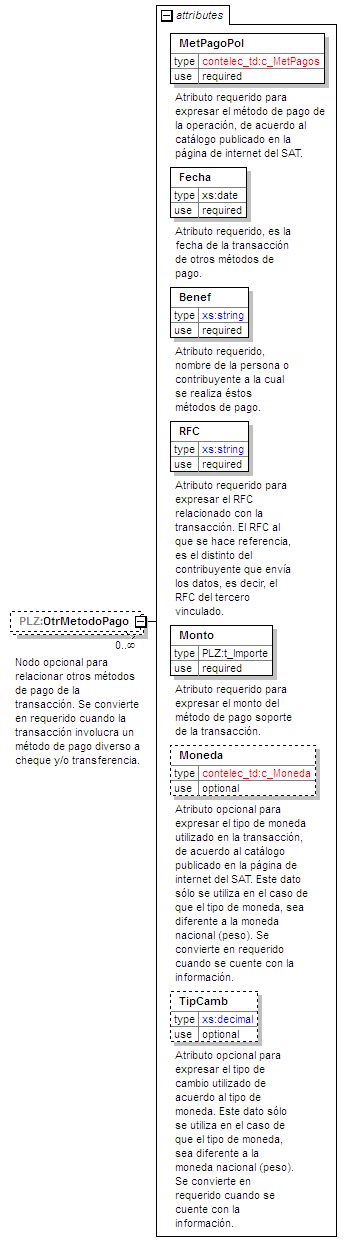 attributes
MetPagoPol
type contelec_td:c_MetPagos
use required
Atributo requerido para
expresar el método de pago de
la operación, de acuerdo al
catálogo publicado en la
página de internet del SAT.
Fecha
type xs:date
use required
Atributo requerido, es la
fecha de la transacción
de otros métodos de
pago.
Benef
type xs:string
use required
Atributo requerido,
nombre de la persona o
contribuyente a la cual
se realiza éstos
métodos de pago.
RFC
type xs:string
use required
Atributo requerido para
expresar el RFC
relacionado con la
transacción. El RFC al
que se hace referencia,
es el distinto del
contribuyente que envía
los datos, es decir, el
RFC del tercero
vinculado.
PLZ:OtrMetodoPago
0..∞
Nodo opcional para
relacionar otros métodos
de pago de la
transacción. Se convierte
en requerido cuando la
transacción involucra un
método de pago diverso a
cheque y/o transferencia.
Monto
type PLZ:t_Importe
use required
Atributo requerido para
expresar el monto del
método de pago soporte
de la transacción.
Moneda
type contelec_td:c_Moneda
use optional
Atributo opcional para
expresar el tipo de moneda
utilizado en la transacción,
de acuerdo al catálogo
publicado en la página de
internet del SAT. Este dato
sólo se utiliza en el caso de
que el tipo de moneda, sea
diferente a la moneda
nacional (peso). Se
convierte en requerido
cuando se cuente con la
información.
TipCamb
type xs:decimal
use optional
Atributo opcional para
expresar el tipo de
cambio utilizado de
acuerdo al tipo de
moneda. Este dato sólo
se utiliza en el caso de
que el tipo de moneda,
sea diferente a la
moneda nacional (peso).
Se convierte en
requerido cuando se
cuente con la
información.